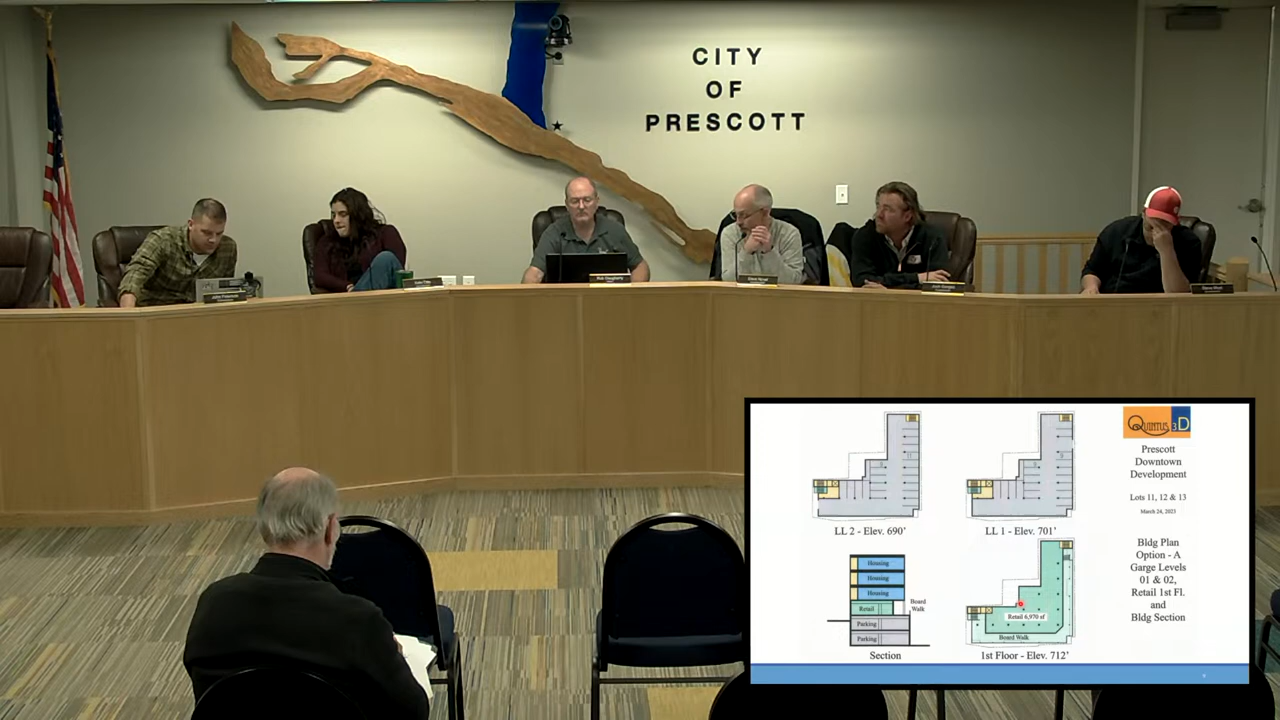 CITY
OF
PRESCOTT
QUINTUS 3D
Prescott
Downtown
Development
Lots 11, 12 & 13
March 24, 2023
Bldg Plan
Option - A
Garge Levels
01 & 02,
Retail 1st Fl.
and
Bldg Section
LL 2 - Elev. 690'
LL 1 - Elev. 701'
Housing
Housing
Housing
Retail
Board
Walk
Parking
Parking
Section
Retail 6,970 sf
Board Walk
1st Floor - Elev. 712'